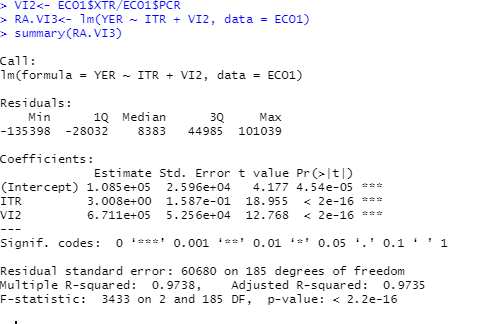 > VI2<- ECO1$XTR/ECO1$PCR
> RA.VI3<- lm(YER ~ ITR + VI2, data = ECO1)
> summary(RA.VI3)
Call:
lm(formula = YER ~ ITR + VI2, data = ECO1)
Residuals:
Min 1Q Median 3Q Max
-135398 -28032 8383 44985 101039
Coefficients:
Estimate Std. Error t value Pr(>|t|)
(Intercept) 1.085e+05 2.596e+04 4.177 4.54e-05 ***
ITR 3.008e+00 1.587e-01 18.955 < 2e-16 ***
VI2 6.711e+05 5.256e+04 12.768 < 2e-16 ***
---
Signif. codes: 0 ‘***’ 0.001 ‘**’ 0.01 ‘*’ 0.05 ‘.’ 0.1 ‘ ’ 1
Residual standard error: 60680 on 185 degrees of freedom
Multiple R-squared: 0.9738, Adjusted R-squared: 0.9735
F-statistic: 3433 on 2 and 185 DF, p-value: < 2.2e-16